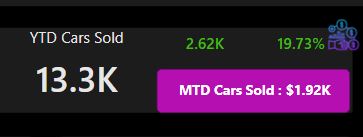 YTD Cars Sold
2.62K 19.73%
13.3K
MTD Cars Sold : $1.92K